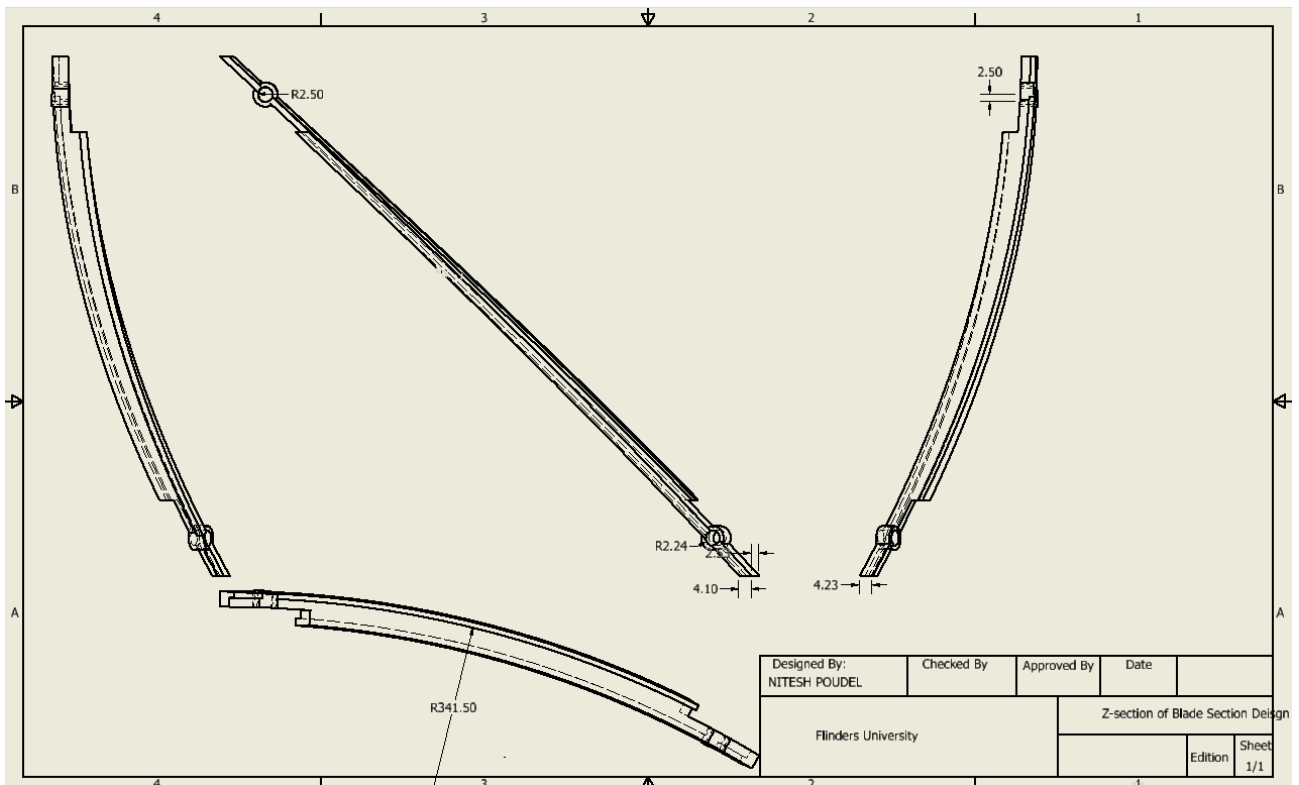 4 3 2 1
2.50
R2.50
B B
R2.24
4.10
4.23
A A
R341.50
Designed By: Checked By Approved By Date
NITESH POUDEL
Z-section of Blade Section Deisgn
Flinders University
Edition Sheet
1/1
4 3 2 1